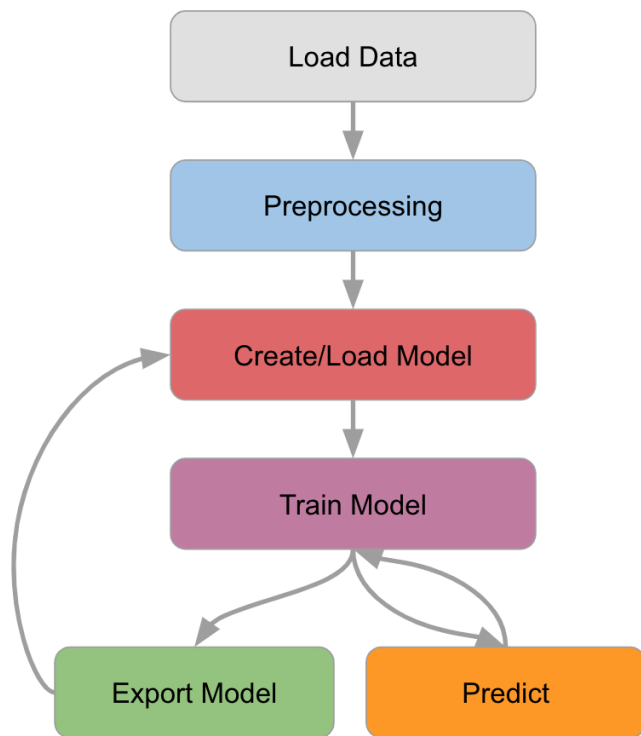 Load Data
Preprocessing
Create/Load Model
Train Model
Export Model
Predict